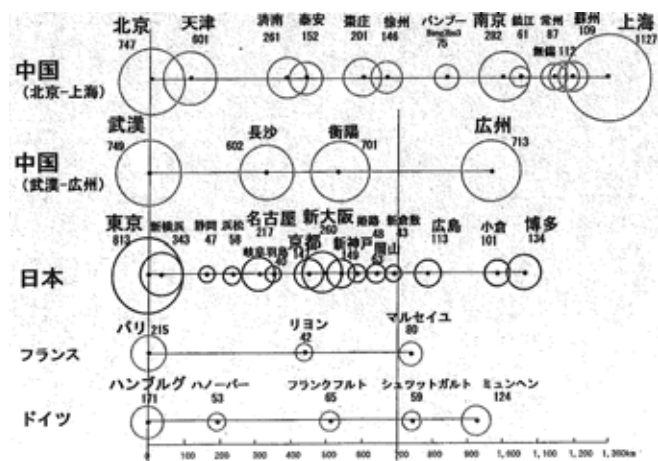 北京 天津 済南 泰安 棗庄 徐州 バンブー 南京 鎮江 常州 蘇州 上海
747 601 261 152 201 146 75 282 61 87 109 1127
無錫 112
中国
(北京−上海)
武漢 長沙 衡陽 広州
749 602 701 713
中国
(武漢−広州)
東京 新横浜 静岡 浜松 名古屋 新大阪 姫路 新倉敷 広島 小倉 博多
813 343 47 58 217 260 48 43 113 101 134
岐阜羽島 京都 新神戸 岡山
149
日本
パリ 215 リヨン マルセイユ
42 80
フランス
ハンブルグ ハノーバー フランクフルト シュツットガルト ミュンヘン
171 53 65 59 124
ドイツ
0 100 200 300 400 500 600 700 800 900 1,000 1,100 1,200 1,300km